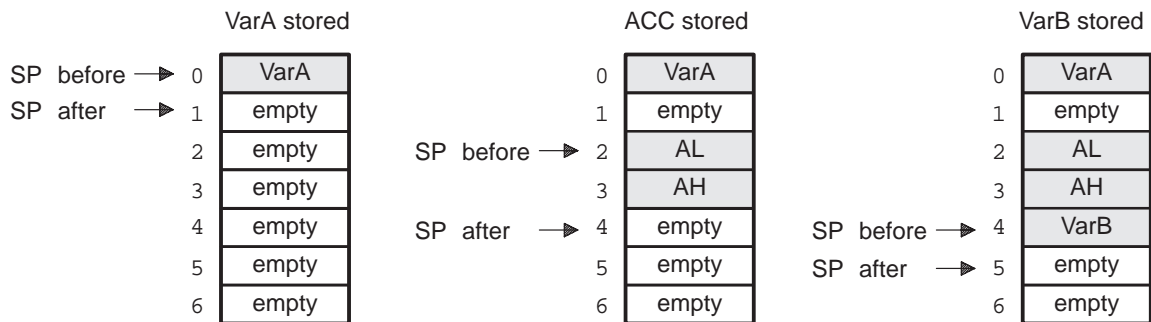 VarA stored
SP before 0 VarA
SP after 1 empty
2 empty
3 empty
4 empty
5 empty
6 empty
ACC stored
0 VarA
1 empty
SP before 2 AL
3 AH
SP after 4 empty
5 empty
6 empty
VarB stored
0 VarA
1 empty
2 AL
3 AH
SP before 4 VarB
SP after 5 empty
6 empty